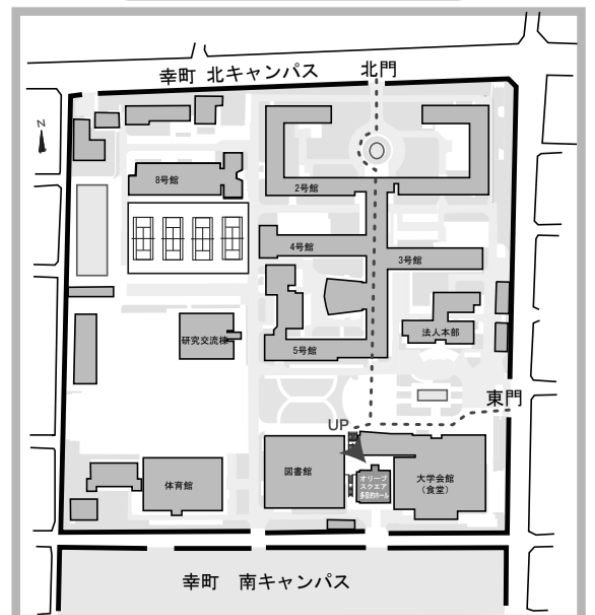 幸町 北キャンパス
北門
N
8号館
2号館
4号館
3号館
研究交流棟
5号館
法人本部
東門
UP
図書館
オリーブ
スクエア
多目的ホール
大学会館
(食堂)
体育館
幸町 南キャンパス